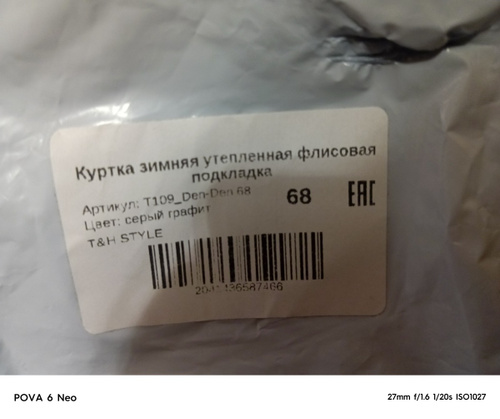 Куртка зимняя утепленная флисовая
подкладка
Артикул: T109_Den-Den 68
68
EAC
Цвет: серый графит
T&H STYLE
POVA 6 Neo
27mm f/1.6 1/20s ISO1027